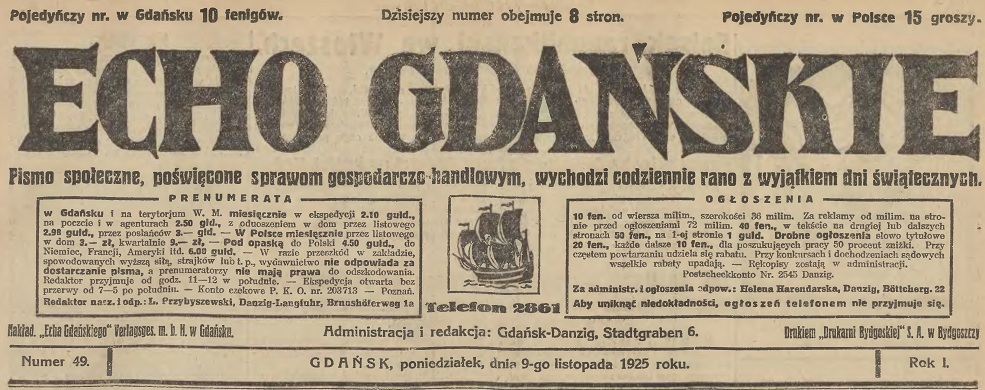 Pojedyńczy nr. w Gdańsku 10 fenigów.
Dzisiejszy numer obejmuje 8 stron.
Pojedyńczy nr. w Polsce 15 groszy.
ECHO GDAŃSKIE
Pismo społeczne, poświęcone sprawom gospodarczo handlowym, wychodzi codziennie rano z wyjątkiem dni świątecznych.
PRENUMERATA
w Gdańsku i na terytorjum W. M. miesięcznie w ekspedycji 2.10 guld.,
na poczcie i w agenturach 2.50 gld., z odnoszeniem w dom przez listowego
2.98 guld., przez posłańców 3.— gld. — W Polsce miesięcznie przez listowego
w dom 3.— zł, kwartalnie 9.— zł, — Pod opaską do Polski 4.50 guld., do
Niemiec, Francji, Ameryki itd. 6.00 guld. — W razie przeszkód w zakładzie,
spowodowanych wyższą siłą, strajków lub t. p., wydawnictwo nie odpowiada za
dostarczanie pisma, a prenumeratorzy nie mają prawa do odszkodowania.
Redaktor przyjmuje od godz. 11—12 w południe. — Ekspedycja otwarta bez
przerwy od 7—5 po południu. — Konto czekowe P. K. O. nr. 203713 — Poznań.
Redaktor nacz. i odp.: L. Przybyszewski, Danzig-Langfuhr, Brunshöferweg 1a
Telefon 2861
OGŁOSZENIA
10 fen. od wiersza milim., szerokości 36 milim. Za reklamy od milim. na stro-
nie przed ogłoszeniami 72 milim. 40 fen., w tekście na drugiej lub dalszych
stronach 50 fen., na 1-ej stronie 1 guld. Drobne ogłoszenia słowo tytułowe
20 fen., każde dalsze 10 fen., dla poszukujących pracy 50 procent zniżki. Przy
częstem powtarzaniu udziela się rabatu. Przy konkursach i dochodzeniach sądowych
wszelkie rabaty upadają. — Rękopisy zostają w administracji.
Postscheckkonto Nr. 2545 Danzig.
Za administr. i ogłoszenia odpow.: Helena Harendarska, Danzig, Böttcherg. 22
Aby uniknąć niedokładności, ogłoszeń telefonem nie przyjmuje się.
Nakład. „Echa Gdańskiego" Verlagsges. m. b. H. w Gdańsku.
Administracja i redakcja: Gdańsk-Danzig, Stadtgraben 6.
Drukiem „Drukarni Bydgoskiej" S. A. w Bydgoszczy
Numer 49.
GDAŃSK, poniedziałek, dnia 9-go listopada 1925 roku.
Rok I.